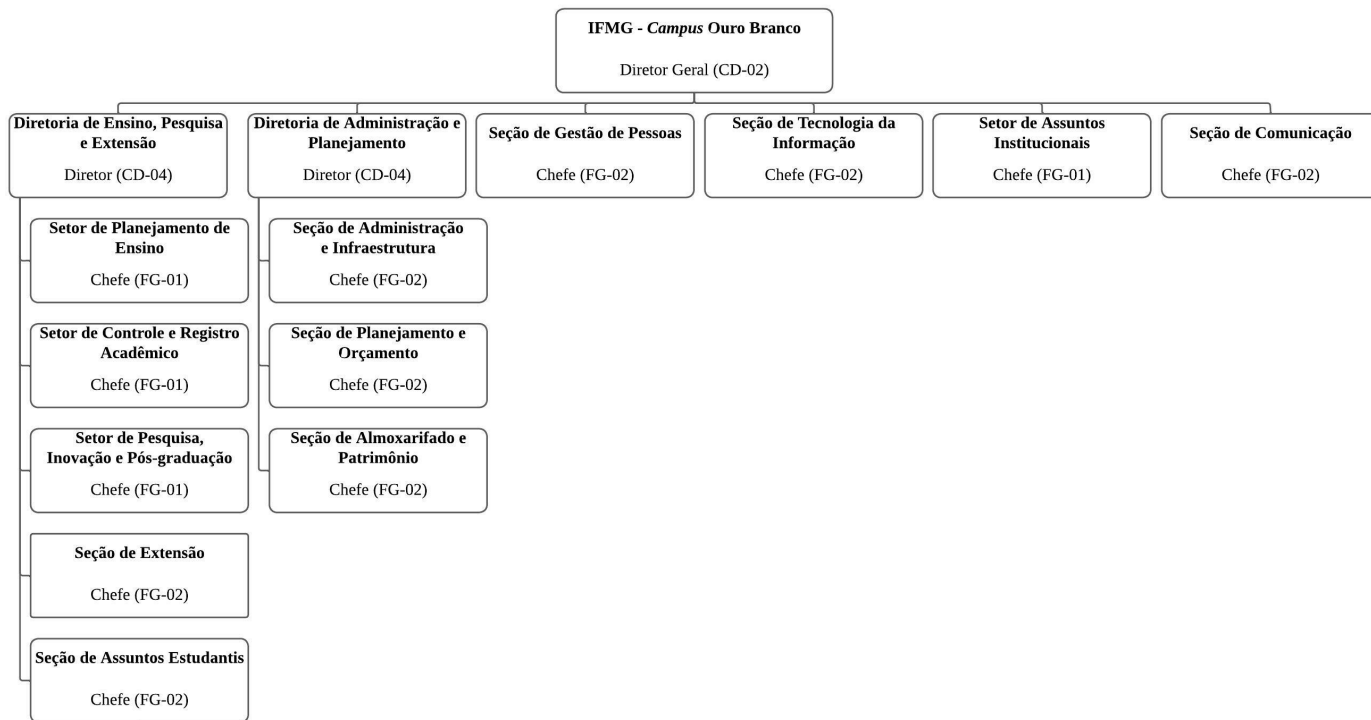 IFMG - Campus Ouro Branco
Diretor Geral (CD-02)
Diretoria de Ensino, Pesquisa
e Extensão
Diretor (CD-04)
Diretoria de Administração e
Planejamento
Diretor (CD-04)
Seção de Gestão de Pessoas
Chefe (FG-02)
Seção de Tecnologia da
Informação
Chefe (FG-02)
Setor de Assuntos
Institucionais
Chefe (FG-01)
Seção de Comunicação
Chefe (FG-02)
Setor de Planejamento de
Ensino
Chefe (FG-01)
Setor de Controle e Registro
Acadêmico
Chefe (FG-01)
Setor de Pesquisa,
Inovação e Pós-graduação
Chefe (FG-01)
Seção de Extensão
Chefe (FG-02)
Seção de Assuntos Estudantis
Chefe (FG-02)
Seção de Administração
e Infraestrutura
Chefe (FG-02)
Seção de Planejamento e
Orçamento
Chefe (FG-02)
Seção de Almoxarifado e
Patrimônio
Chefe (FG-02)